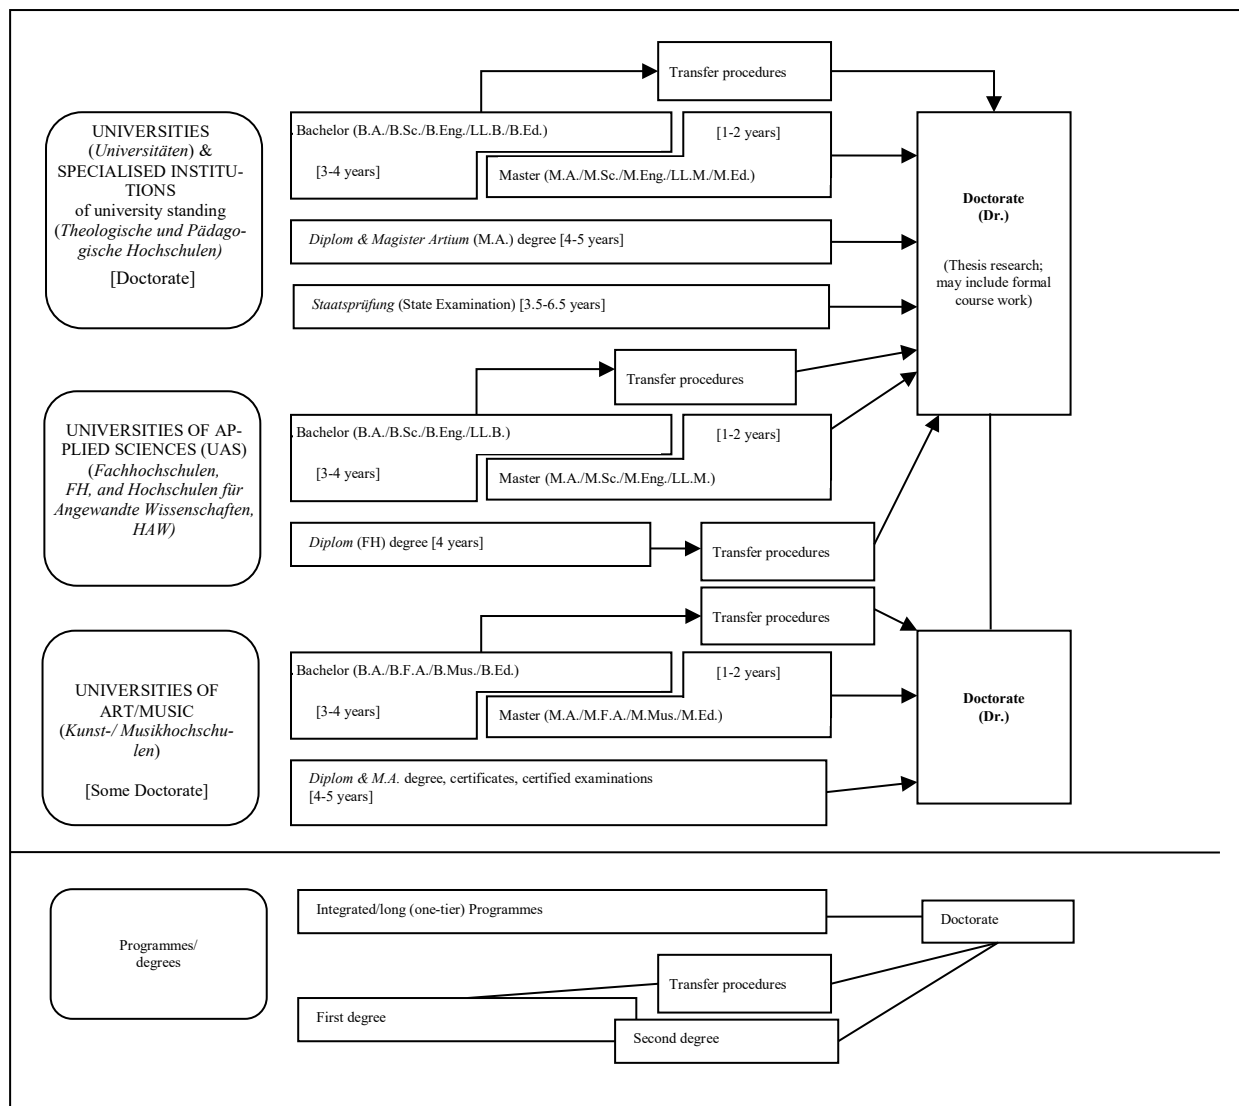 Transfer procedures
UNIVERSITIES
(Universitäten) &
SPECIALISED INSTITU-
TIONS
of university standing
(Theologische und Pädago-
gische Hochschulen)
[Doctorate]
Bachelor (B.A./B.Sc./B.Eng./LL.B./B.Ed.)
[1-2 years]
[3-4 years]
Master (M.A./M.Sc./M.Eng./LL.M./M.Ed.)
Diplom & Magister Artium (M.A.) degree [4-5 years]
Staatsprüfung (State Examination) [3.5-6.5 years]
Doctorate
(Dr.)
(Thesis research;
may include formal
course work)
Transfer procedures
UNIVERSITIES OF AP-
PLIED SCIENCES (UAS)
(Fachhochschulen,
FH, and Hochschulen für
Angewandte Wissenschaften,
HAW)
Bachelor (B.A./B.Sc./B.Eng./LL.B.)
[1-2 years]
[3-4 years]
Master (M.A./M.Sc./M.Eng./LL.M.)
Diplom (FH) degree [4 years]
Transfer procedures
Transfer procedures
UNIVERSITIES OF
ART/MUSIC
(Kunst-/ Musikhochschu-
len)
[Some Doctorate]
Bachelor (B.A./B.F.A./B.Mus./B.Ed.)
[1-2 years]
[3-4 years]
Master (M.A./M.F.A./M.Mus./M.Ed.)
Diplom & M.A. degree, certificates, certified examinations
[4-5 years]
Doctorate
(Dr.)
Programmes/
degrees
Integrated/long (one-tier) Programmes
Doctorate
Transfer procedures
First degree
Second degree